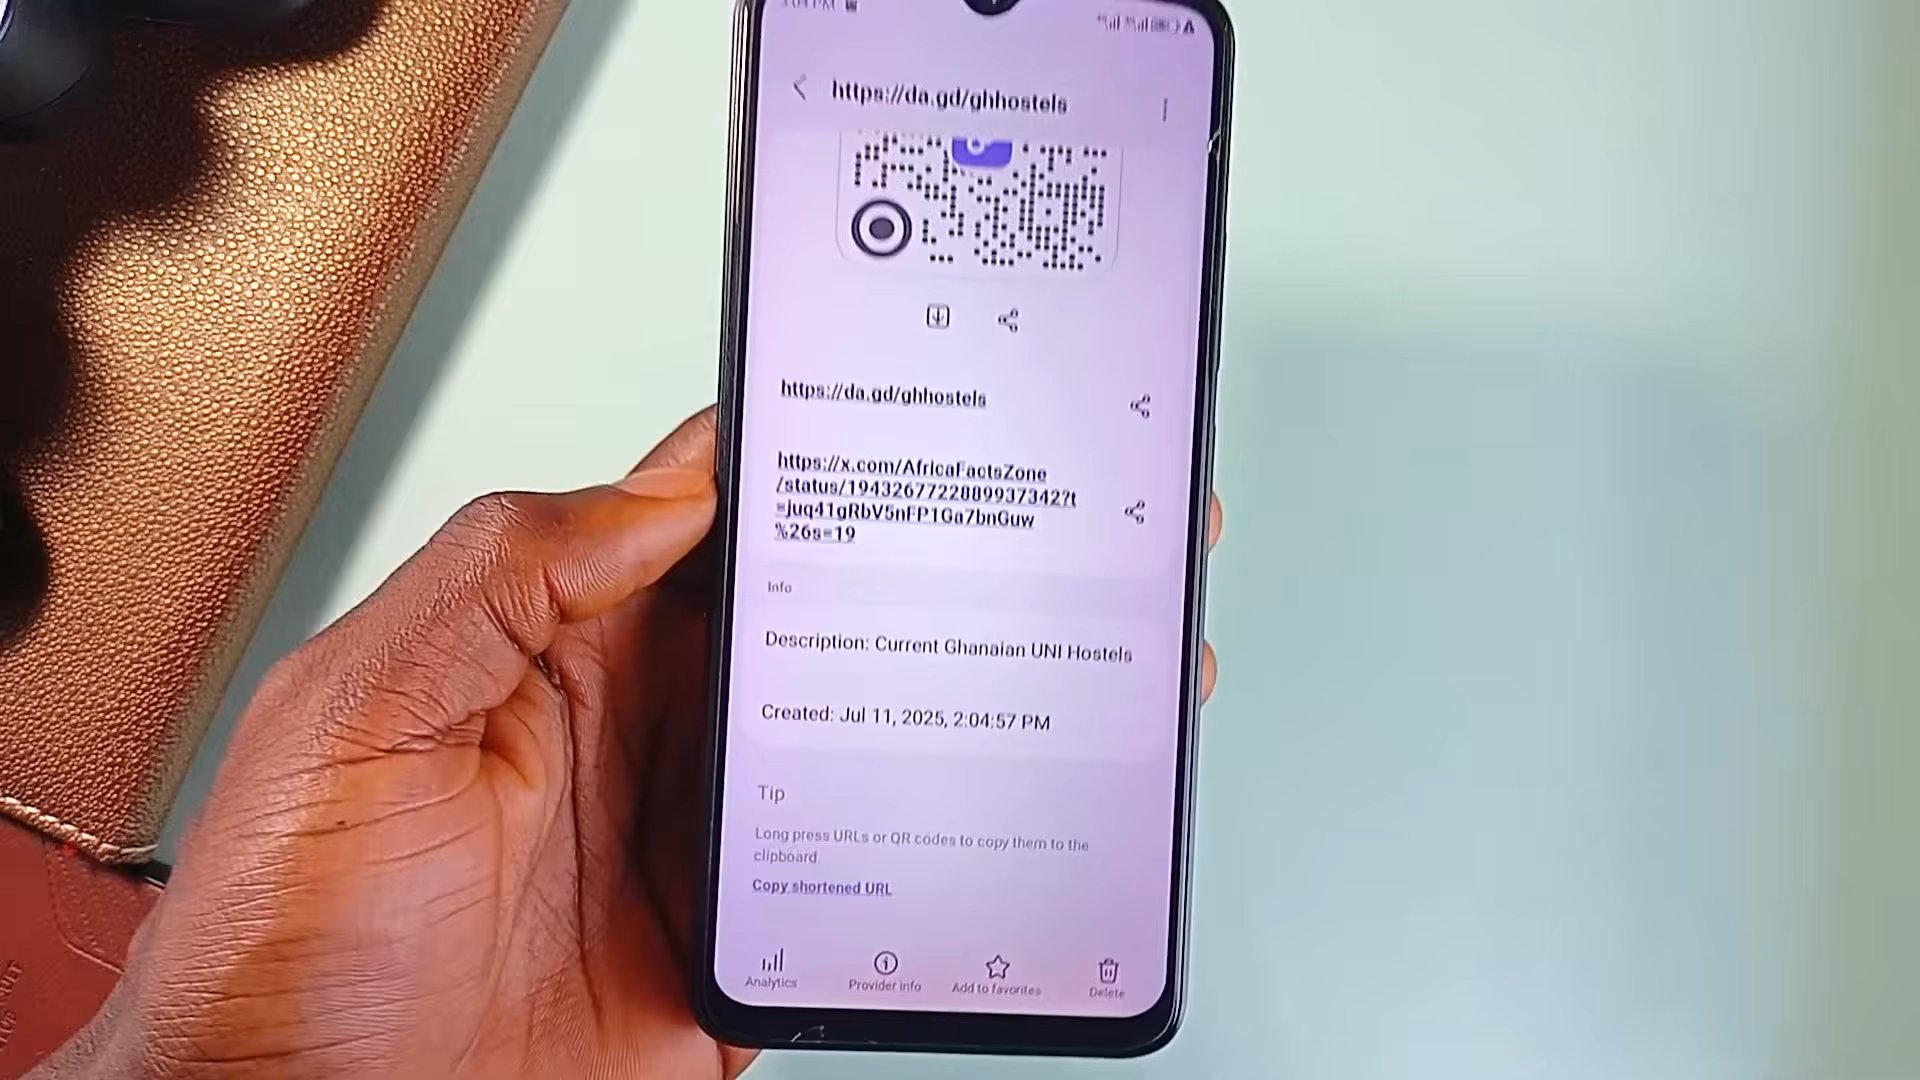 https://da.gd/ghhostels
https://da.gd/ghhostels
https://x.com/AfricaFactsZone
/status/1943267722889937342?t
=juq41gRbV5nFP1Ga7bnGuw
%26s=19
Info
Description: Current Ghanaian UNI Hostels
Created: Jul 11, 2025, 2:04:57 PM
Tip
Long press URLs or QR codes to copy them to the
clipboard.
Copy shortened URL
Analytics
Provider info
Add to favorites
Delete